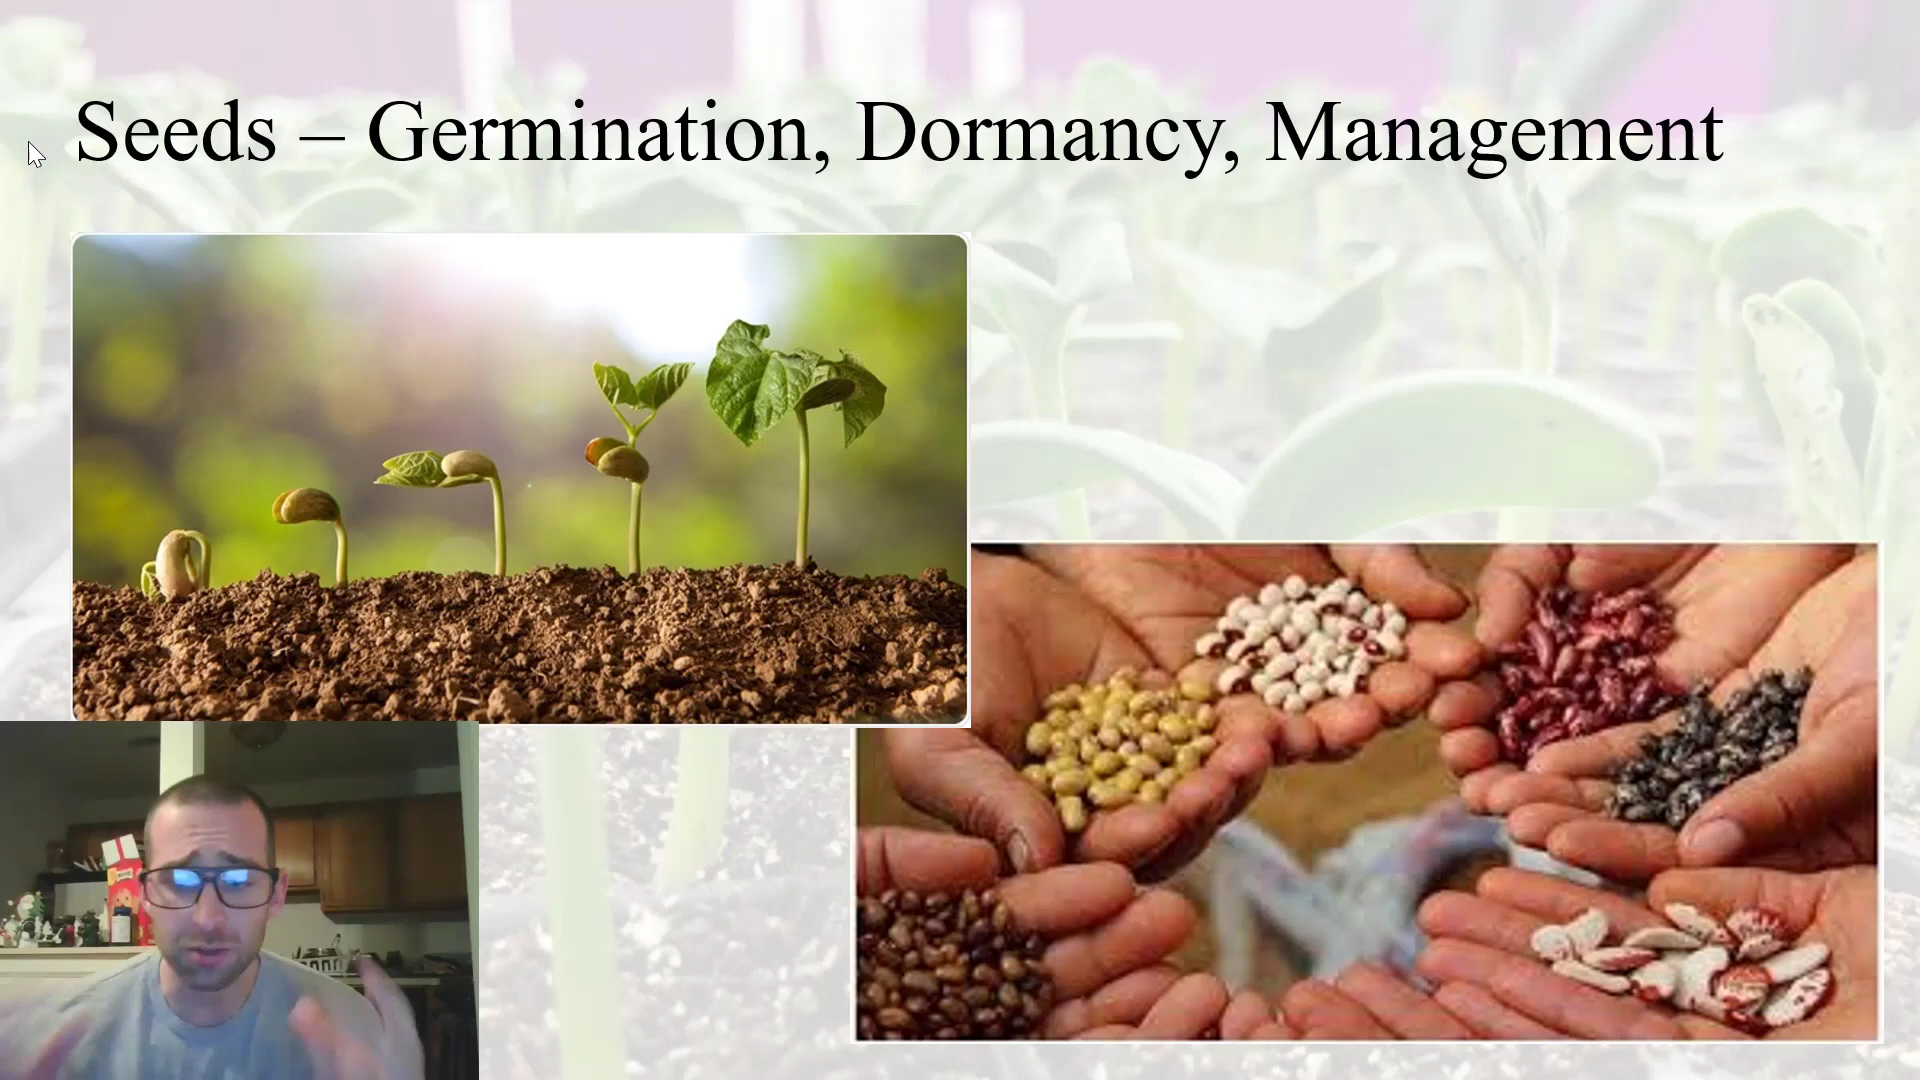 Seeds – Germination, Dormancy, Management